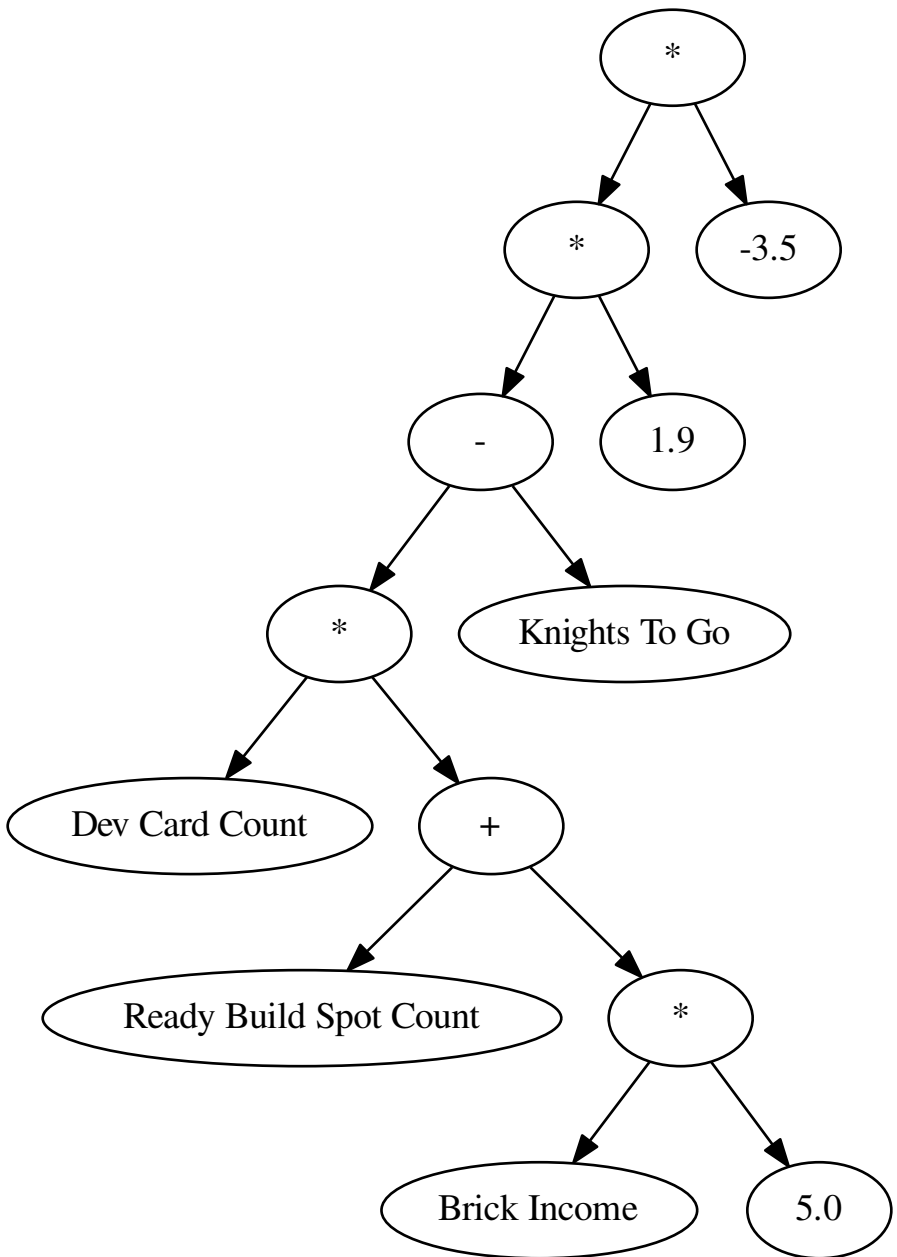 *
*
-3.5
-
1.9
*
Knights To Go
Dev Card Count
+
Ready Build Spot Count
*
Brick Income
5.0